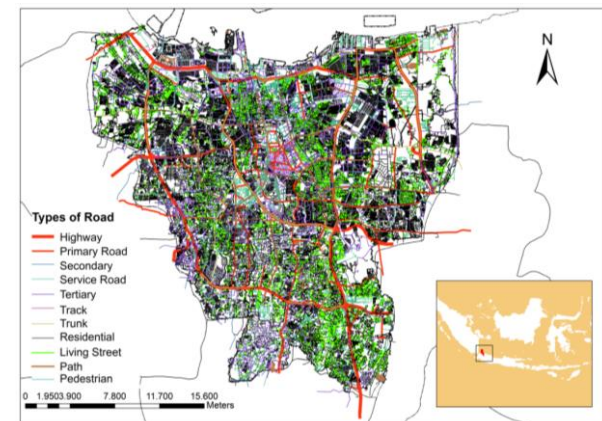 N
Types of Road
Highway
Primary Road
Secondary
Service Road
Tertiary
Track
Trunk
Residential
Living Street
Path
Pedestrian
0 1.9503.900 7.800 11.700 15.600
Meters